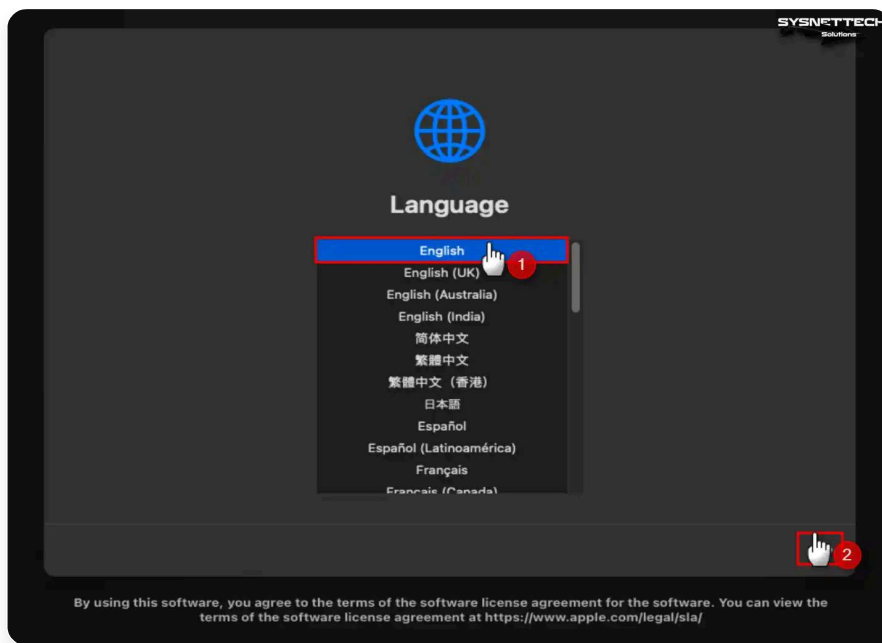 SYSNETTECH
Solutions
Language
English
1
English (UK)
English (Australia)
English (India)
简体中文
繁體中文
繁體中文（香港）
日本語
Español
Español (Latinoamérica)
Français
Français (Canada)
2
By using this software, you agree to the terms of the software license agreement for the software. You can view the
terms of the software license agreement at https://www.apple.com/legal/sla/